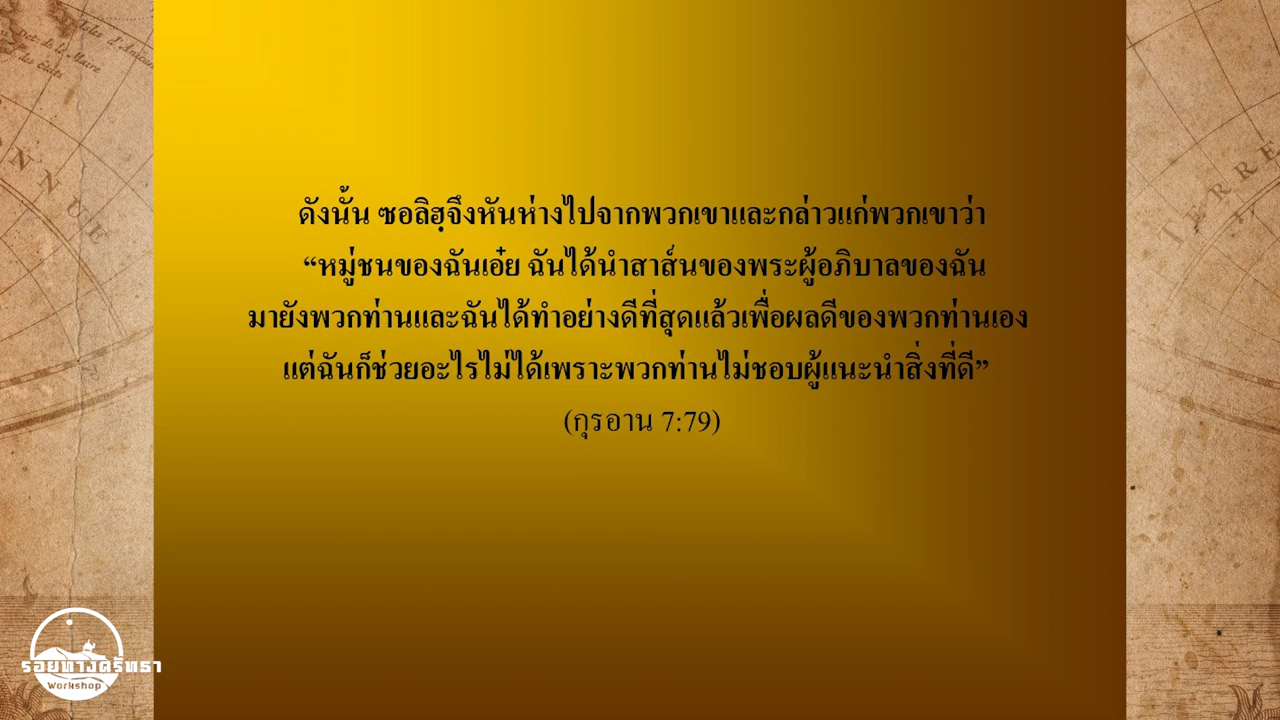 ดังนั้น ซอลิฮฺจึงหันห่างไปจากพวกเขาและกล่าวแก่พวกเขาว่า
“หมู่ชนของฉันเอ๋ย ฉันได้นำสาส์นของพระผู้อภิบาลของฉัน
มายังพวกท่านและฉันได้ทำอย่างดีที่สุดแล้วเพื่อผลดีของพวกท่านเอง
แต่ฉันก็ช่วยอะไรไม่ได้เพราะพวกท่านไม่ชอบผู้แนะนำสิ่งที่ดี”
(กุรอาน 7:79)
รอยทางศรัทธา
Workshop